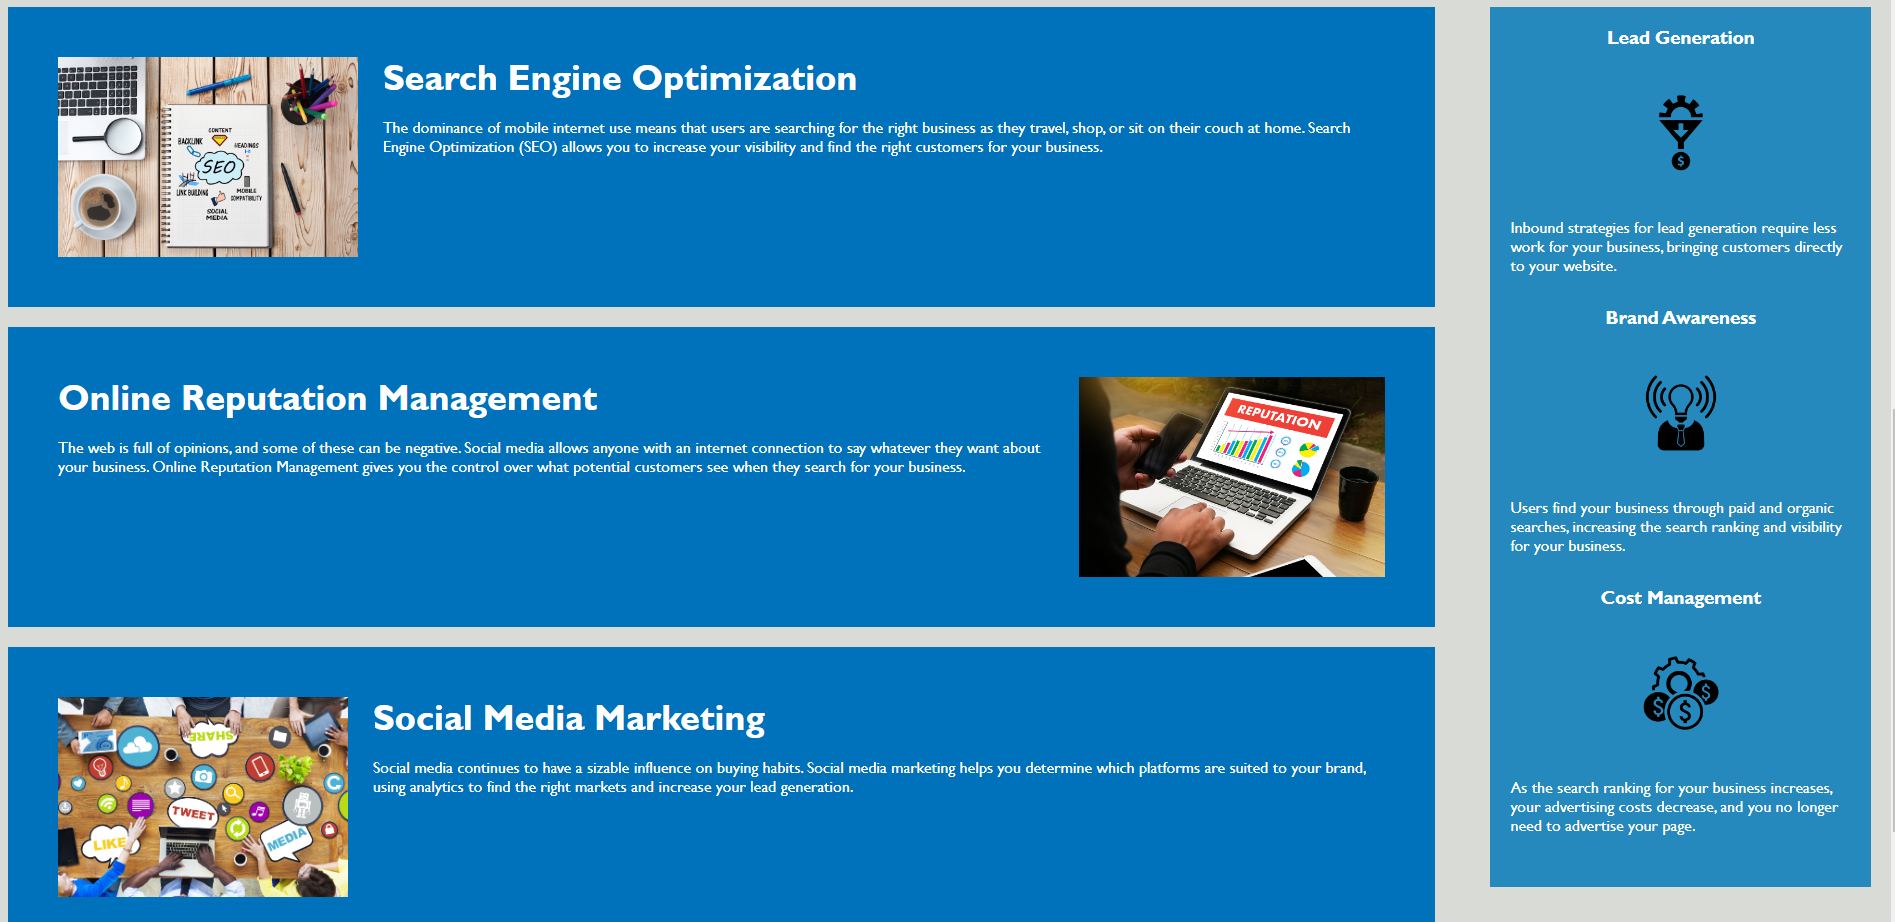 Search Engine Optimization
The dominance of mobile internet use means that users are searching for the right business as they travel, shop, or sit on their couch at home. Search
Engine Optimization (SEO) allows you to increase your visibility and find the right customers for your business.
CONTENT
BACKLINK
HEADINGS
SEO
LINK BUILDING
MOBILE
COMPATIBILITY
SOCIAL
MEDIA
Online Reputation Management
The web is full of opinions, and some of these can be negative. Social media allows anyone with an internet connection to say whatever they want about
your business. Online Reputation Management gives you the control over what potential customers see when they search for your business.
REPUTATION
Social Media Marketing
Social media continues to have a sizable influence on buying habits. Social media marketing helps you determine which platforms are suited to your brand,
using analytics to find the right markets and increase your lead generation.
SHARE
TWEET
LIKE
MEDIA
Lead Generation
$
Inbound strategies for lead generation require less
work for your business, bringing customers directly
to your website.
Brand Awareness
Users find your business through paid and organic
searches, increasing the search ranking and visibility
for your business.
Cost Management
$
$
$
As the search ranking for your business increases,
your advertising costs decrease, and you no longer
need to advertise your page.